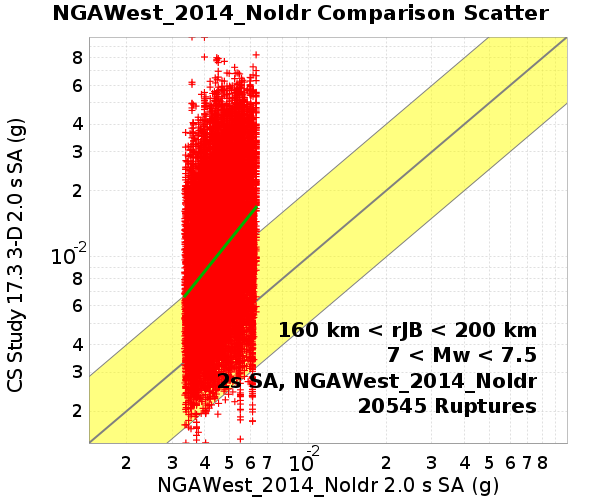 NGAWest_2014_NoIdr Comparison Scatter
CS Study 17.3 3-D 2.0 s SA (g)
8
6
4
3
2
10-2
8
6
4
3
2
160 km < rJB < 200 km
7 < Mw < 7.5
2s SA, NGAWest_2014_NoIdr
20545 Ruptures
2 3 4 5 6 7 10-2 2 3 4 5 6 7 8
NGAWest_2014_NoIdr 2.0 s SA (g)